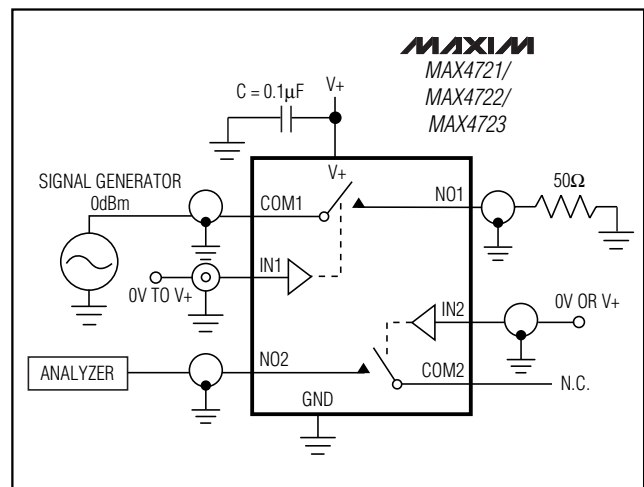 MAXIM
MAX4721/
MAX4722/
MAX4723
C = 0.1µF
V+
V+
SIGNAL GENERATOR
0dBm
COM1
NO1
50Ω
IN1
0V TO V+
IN2
0V OR V+
ANALYZER
NO2
COM2
N.C.
GND